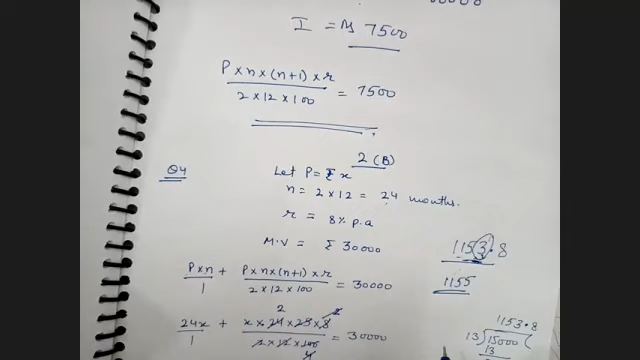 I = ₹ 7500
P×n×(n+1)×r / 2×12×100 = 7500
2 (B)
Q4
Let P = ₹ x
n = 2×12 = 24 months.
r = 8% p.a
M.V = ₹ 30000
1153.8
P×n / 1 + P×n×(n+1)×r / 2×12×100 = 30000
1155
2
24x / 1 + x×24×25×8 / 2×12×100 = 30000
1153.8
13)15000(
13